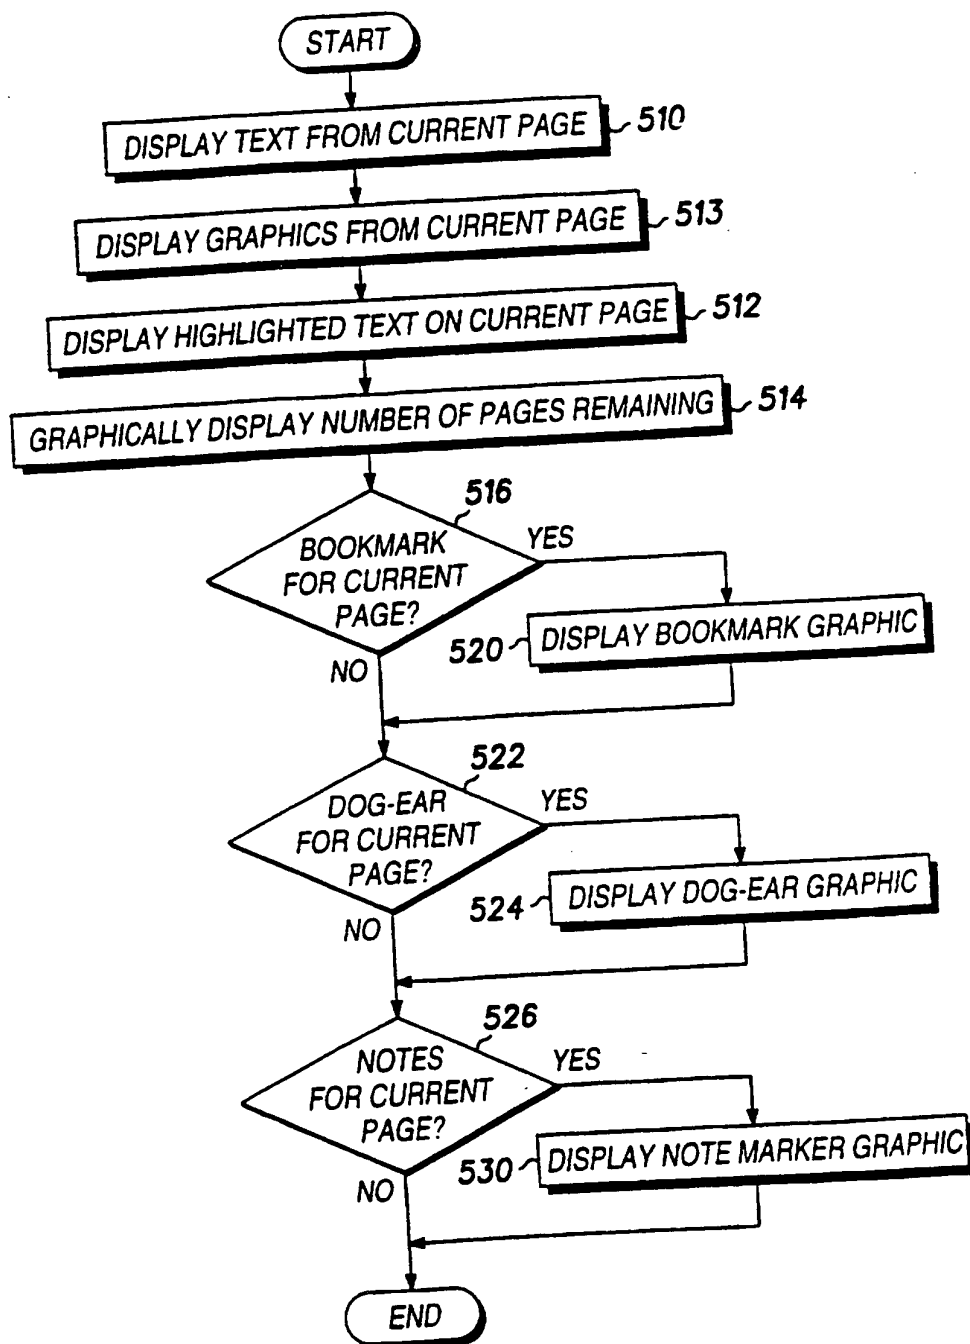 START
DISPLAY TEXT FROM CURRENT PAGE
510
DISPLAY GRAPHICS FROM CURRENT PAGE
513
DISPLAY HIGHLIGHTED TEXT ON CURRENT PAGE
512
GRAPHICALLY DISPLAY NUMBER OF PAGES REMAINING
514
516
BOOKMARK
FOR CURRENT
PAGE?
YES
520
DISPLAY BOOKMARK GRAPHIC
NO
522
DOG-EAR
FOR CURRENT
PAGE?
YES
524
DISPLAY DOG-EAR GRAPHIC
NO
526
NOTES
FOR CURRENT
PAGE?
YES
530
DISPLAY NOTE MARKER GRAPHIC
NO
END